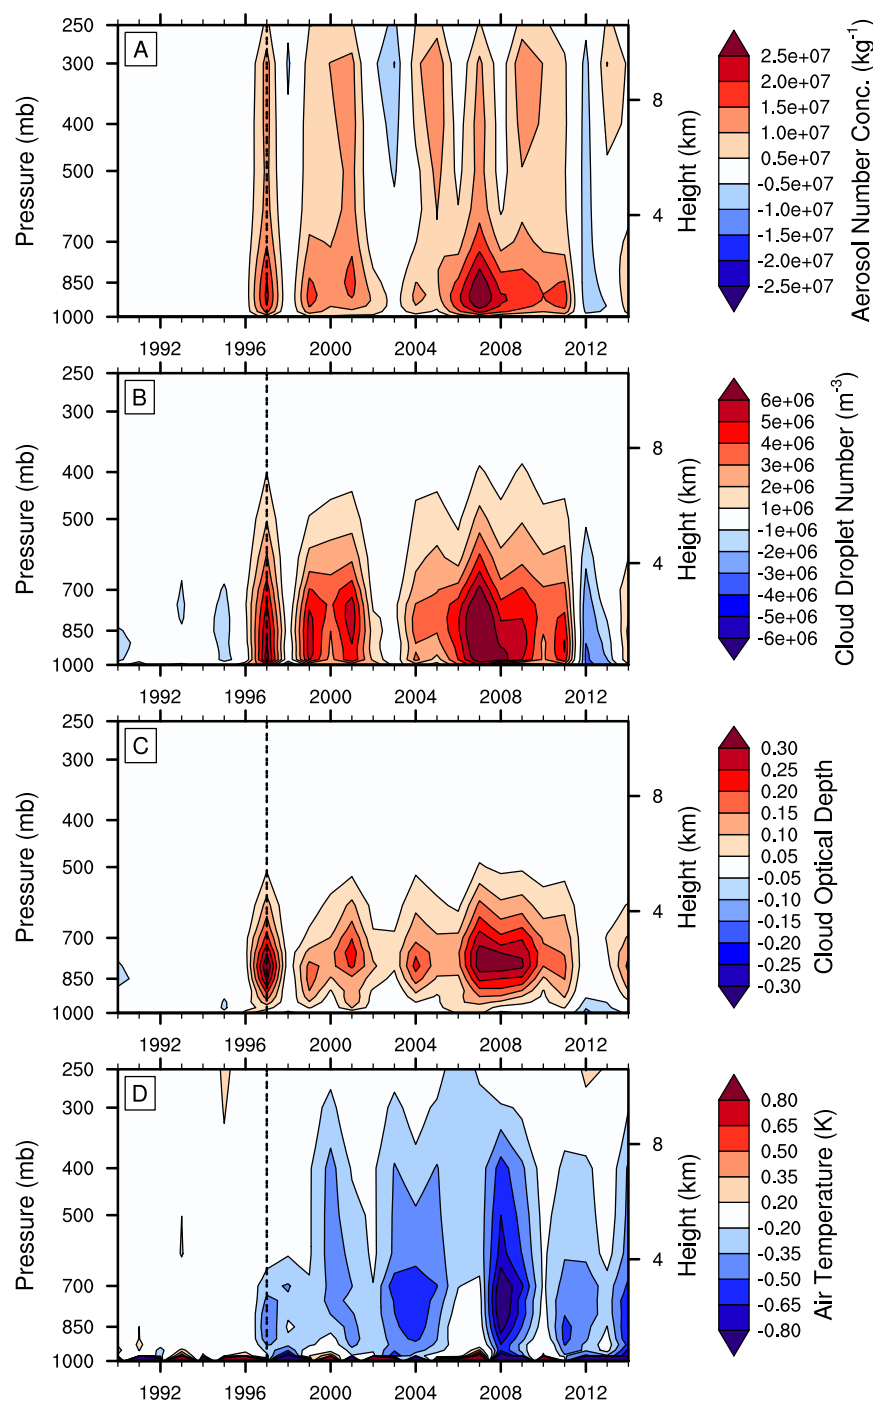 A
250
300
400
500
700
850
1000
Pressure (mb)
8
4
Height (km)
1992 1996 2000 2004 2008 2012
2.5e+07
2.0e+07
1.5e+07
1.0e+07
0.5e+07
-0.5e+07
-1.0e+07
-1.5e+07
-2.0e+07
-2.5e+07
Aerosol Number Conc. (kg⁻¹)
B
250
300
400
500
700
850
1000
Pressure (mb)
8
4
Height (km)
1992 1996 2000 2004 2008 2012
6e+06
5e+06
4e+06
3e+06
2e+06
1e+06
-1e+06
-2e+06
-3e+06
-4e+06
-5e+06
-6e+06
Cloud Droplet Number (m⁻³)
C
250
300
400
500
700
850
1000
Pressure (mb)
8
4
Height (km)
1992 1996 2000 2004 2008 2012
0.30
0.25
0.20
0.15
0.10
0.05
-0.05
-0.10
-0.15
-0.20
-0.25
-0.30
Cloud Optical Depth
D
250
300
400
500
700
850
1000
Pressure (mb)
8
4
Height (km)
1992 1996 2000 2004 2008 2012
0.80
0.65
0.50
0.35
0.20
-0.20
-0.35
-0.50
-0.65
-0.80
Air Temperature (K)